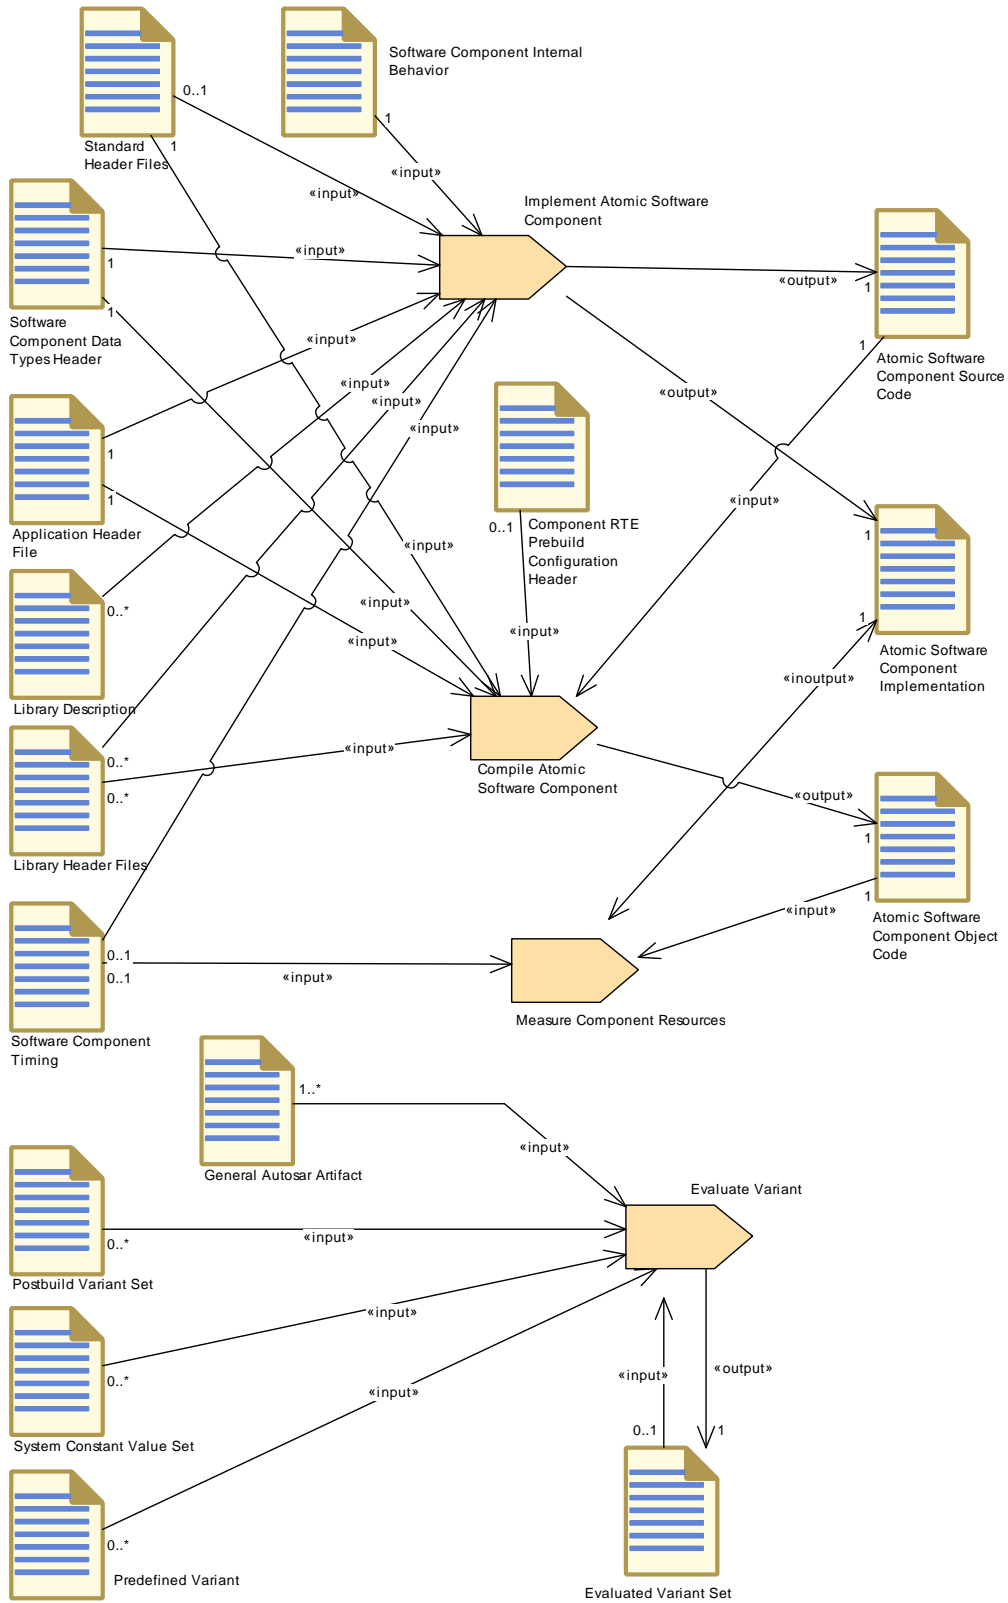 Software Component Internal
Behavior
0..1
1
Standard
Header Files
1
«input»
«input»
Implement Atomic Software
Component
«input»
1
«output»
1
1
Software
Component Data
Types Header
«input»
1
Atomic Software
Component Source
Code
«input»
«output»
«input»
«input»
1
1
«input»
0..1
Component RTE
Prebuild
Configuration
Header
Application Header
File
1
«input»
«input»
0..*
1
«input»
«input»
Atomic Software
Component
Implementation
«inoutput»
Library Description
0..*
«input»
Compile Atomic
Software Component
0..*
«output»
1
Library Header Files
1
«input»
Atomic Software
Component Object
Code
0..1
0..1
«input»
Measure Component Resources
Software Component
Timing
1..*
«input»
General Autosar Artifact
Evaluate Variant
0..*
«input»
Postbuild Variant Set
«input»
0..*
«input»
«output»
«input»
System Constant Value Set
0..1
1
0..*
Predefined Variant
Evaluated Variant Set